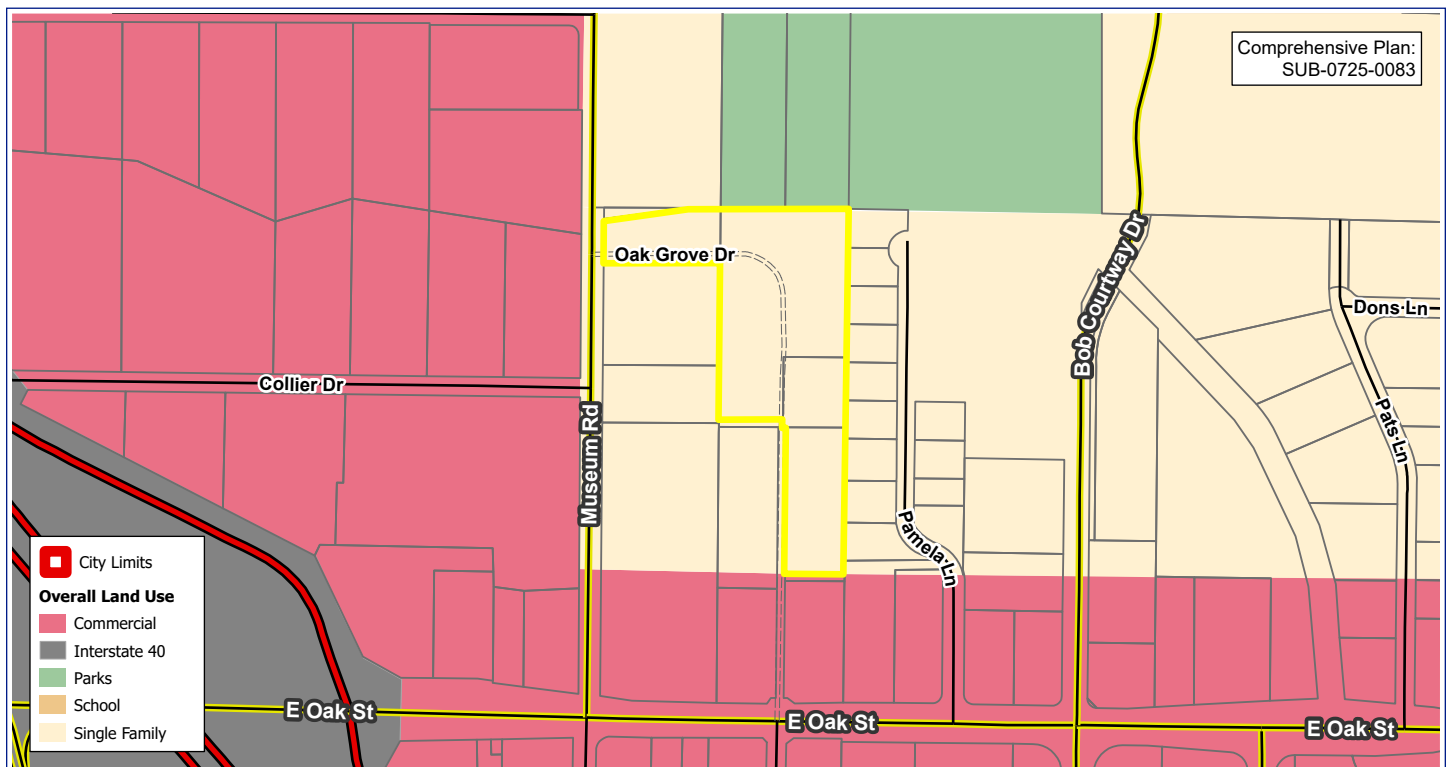 Comprehensive Plan:
SUB-0725-0083
Oak Grove Dr
Bob Courtway Dr
Dons Ln
Collier Dr
Museum Rd
Pats Ln
Pamela Ln
City Limits
Overall Land Use
Commercial
Interstate 40
Parks
School
Single Family
E Oak St
E Oak St
E Oak St